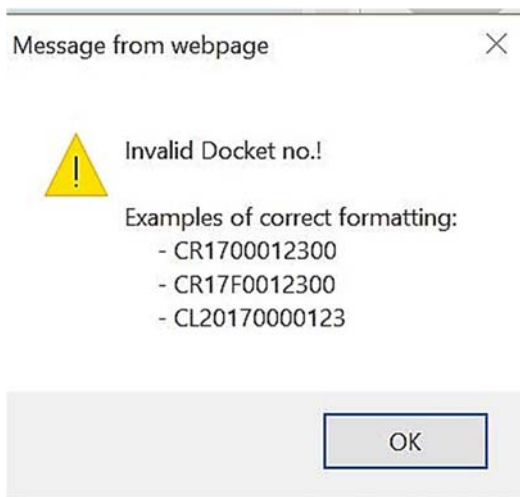 Message from webpage
Invalid Docket no.!
Examples of correct formatting:
- CR1700012300
- CR17F0012300
- CL20170000123
OK